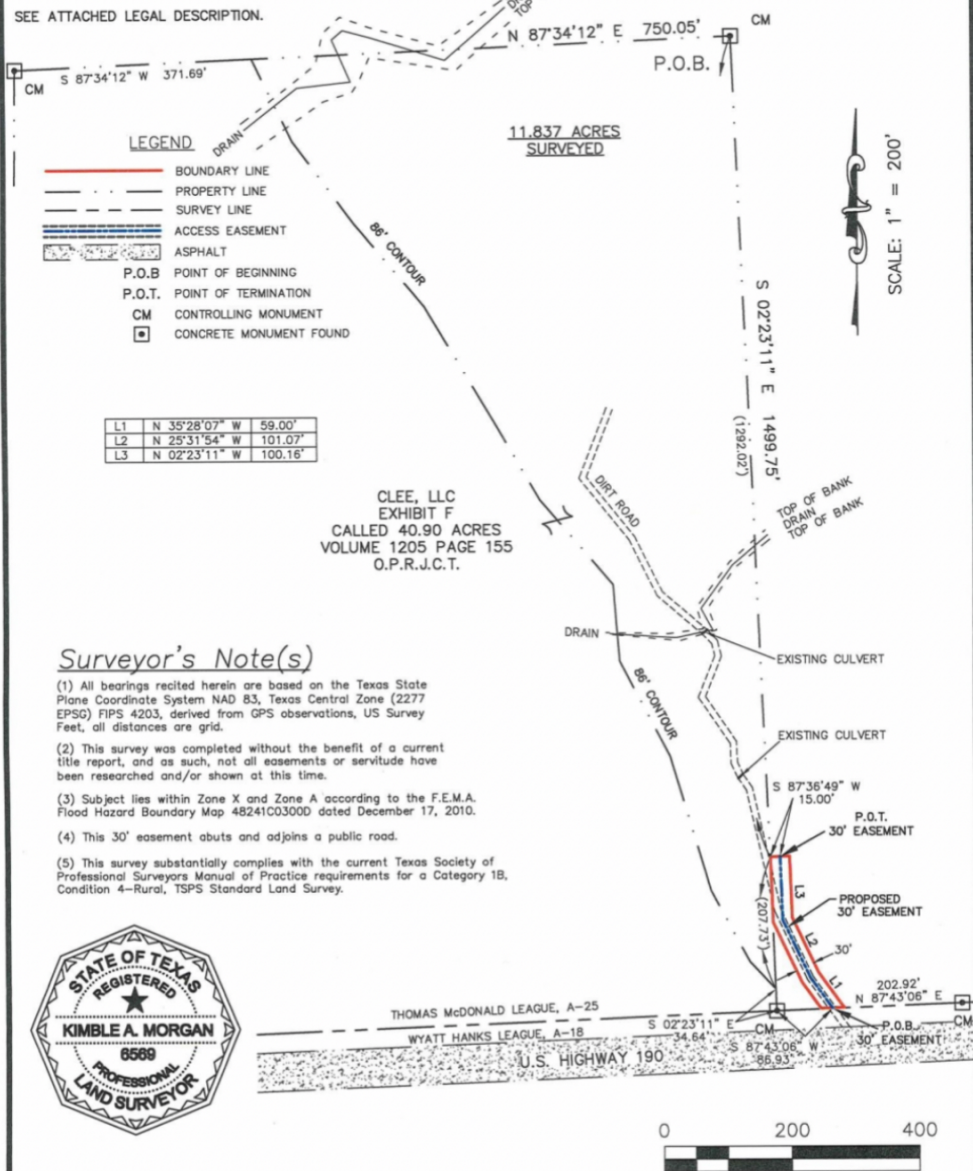 SEE ATTACHED LEGAL DESCRIPTION.
TOP
N 87°34'12" E 750.05'
CM
P.O.B.
S 87°34'12" W 371.69'
CM
DRAIN
11.837 ACRES
SURVEYED
LEGEND
BOUNDARY LINE
PROPERTY LINE
SURVEY LINE
ACCESS EASEMENT
ASPHALT
P.O.B POINT OF BEGINNING
P.O.T. POINT OF TERMINATION
CM CONTROLLING MONUMENT
CONCRETE MONUMENT FOUND
86' CONTOUR
SCALE: 1" = 200'
S 02°23'11" E 1499.75'
(1292.02')
L1 N 35°28'07" W 59.00'
L2 N 25°31'54" W 101.07'
L3 N 02°23'11" W 100.16'
CLEE, LLC
EXHIBIT F
CALLED 40.90 ACRES
VOLUME 1205 PAGE 155
O.P.R.J.C.T.
DIRT ROAD
TOP OF BANK
DRAIN
TOP OF BANK
DRAIN
EXISTING CULVERT
86' CONTOUR
EXISTING CULVERT
Surveyor's Note(s)
(1) All bearings recited herein are based on the Texas State
Plane Coordinate System NAD 83, Texas Central Zone (2277
EPSG) FIPS 4203, derived from GPS observations, US Survey
Feet, all distances are grid.
(2) This survey was completed without the benefit of a current
title report, and as such, not all easements or servitude have
been researched and/or shown at this time.
(3) Subject lies within Zone X and Zone A according to the F.E.M.A.
Flood Hazard Boundary Map 48241C0300D dated December 17, 2010.
(4) This 30' easement abuts and adjoins a public road.
(5) This survey substantially complies with the current Texas Society of
Professional Surveyors Manual of Practice requirements for a Category 1B,
Condition 4-Rural, TSPS Standard Land Survey.
S 87°36'49" W
15.00'
P.O.T.
30' EASEMENT
L3
PROPOSED
30' EASEMENT
(207.73')
L2
30'
L1
202.92'
N 87°43'06" E
CM
P.O.B.
30' EASEMENT
S 02°23'11" E
34.64'
CM
S 87°43'06" W
86.93'
THOMAS McDONALD LEAGUE, A-25
WYATT HANKS LEAGUE, A-18
U.S. HIGHWAY 190
STATE OF TEXAS
REGISTERED
KIMBLE A. MORGAN
6569
PROFESSIONAL
LAND SURVEYOR
0 200 400